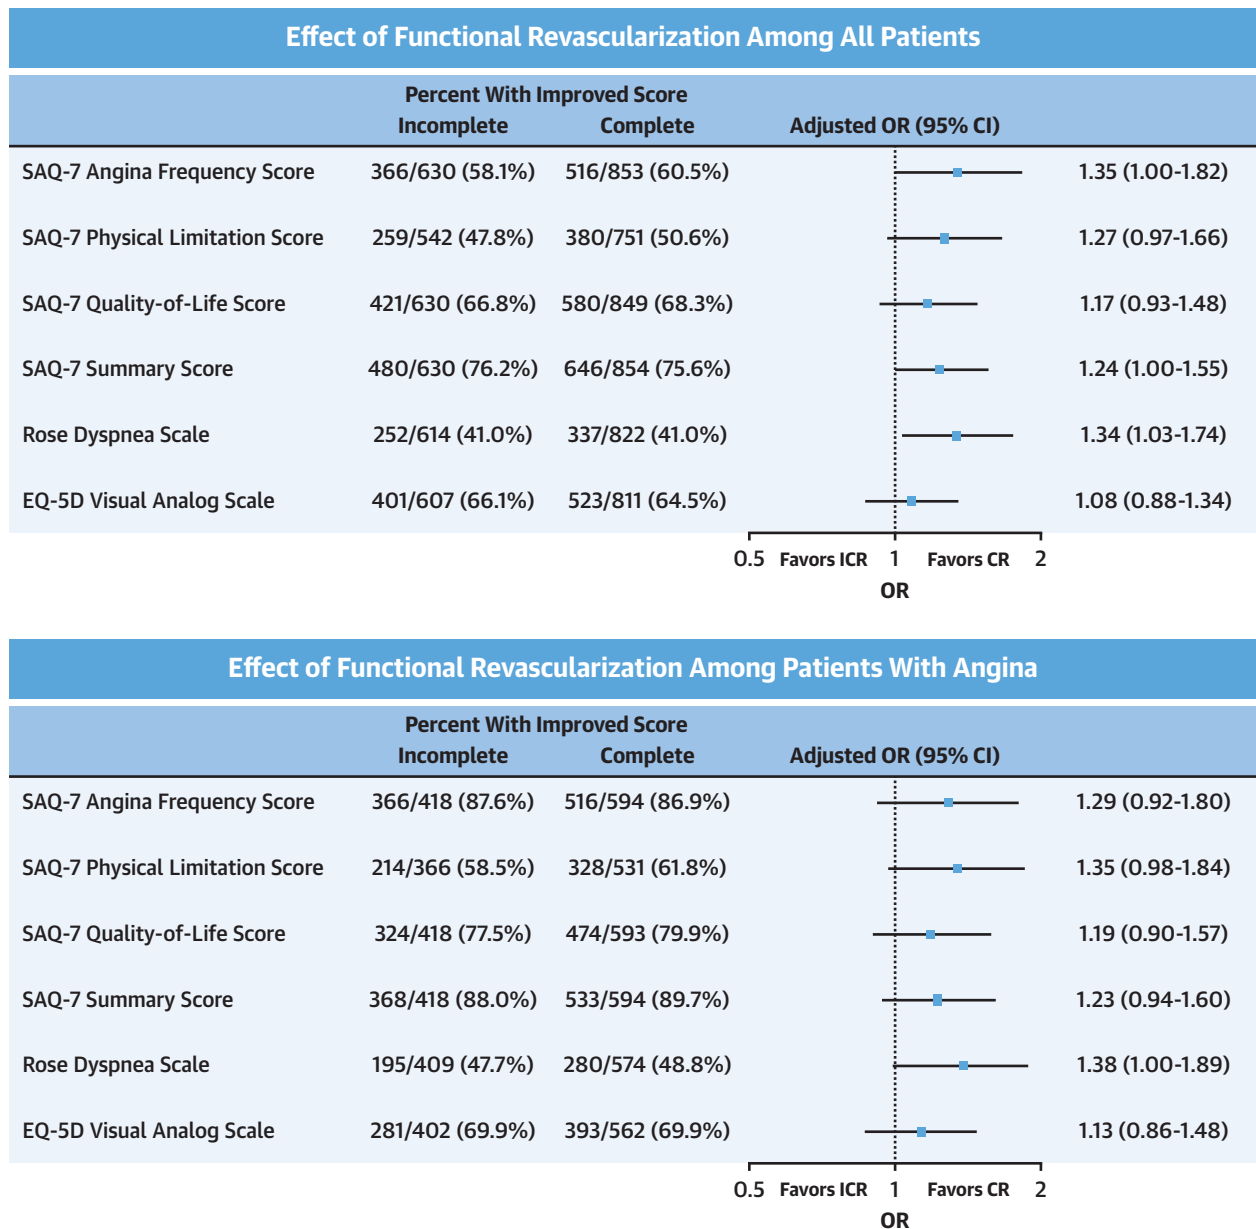 Effect of Functional Revascularization Among All Patients
Percent With Improved Score
Incomplete Complete Adjusted OR (95% CI)
SAQ-7 Angina Frequency Score 366/630 (58.1%) 516/853 (60.5%) 1.35 (1.00-1.82)
SAQ-7 Physical Limitation Score 259/542 (47.8%) 380/751 (50.6%) 1.27 (0.97-1.66)
SAQ-7 Quality-of-Life Score 421/630 (66.8%) 580/849 (68.3%) 1.17 (0.93-1.48)
SAQ-7 Summary Score 480/630 (76.2%) 646/854 (75.6%) 1.24 (1.00-1.55)
Rose Dyspnea Scale 252/614 (41.0%) 337/822 (41.0%) 1.34 (1.03-1.74)
EQ-5D Visual Analog Scale 401/607 (66.1%) 523/811 (64.5%) 1.08 (0.88-1.34)
0.5 Favors ICR 1 Favors CR 2
OR
Effect of Functional Revascularization Among Patients With Angina
Percent With Improved Score
Incomplete Complete Adjusted OR (95% CI)
SAQ-7 Angina Frequency Score 366/418 (87.6%) 516/594 (86.9%) 1.29 (0.92-1.80)
SAQ-7 Physical Limitation Score 214/366 (58.5%) 328/531 (61.8%) 1.35 (0.98-1.84)
SAQ-7 Quality-of-Life Score 324/418 (77.5%) 474/593 (79.9%) 1.19 (0.90-1.57)
SAQ-7 Summary Score 368/418 (88.0%) 533/594 (89.7%) 1.23 (0.94-1.60)
Rose Dyspnea Scale 195/409 (47.7%) 280/574 (48.8%) 1.38 (1.00-1.89)
EQ-5D Visual Analog Scale 281/402 (69.9%) 393/562 (69.9%) 1.13 (0.86-1.48)
0.5 Favors ICR 1 Favors CR 2
OR